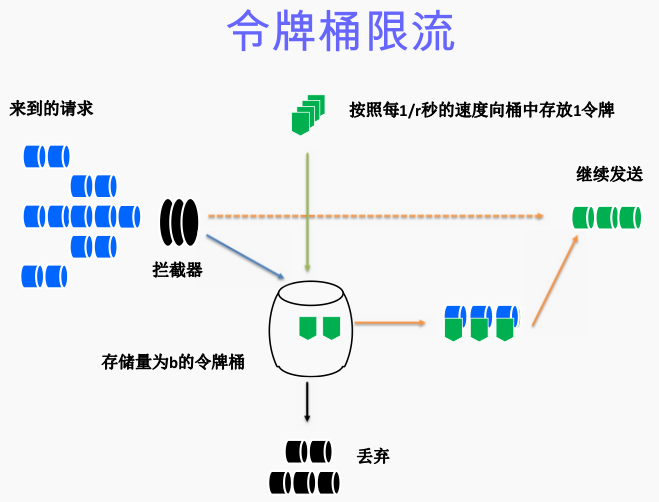 令牌桶限流
来到的请求
按照每1/r秒的速度向桶中存放1令牌
继续发送
拦截器
存储量为b的令牌桶
丢弃